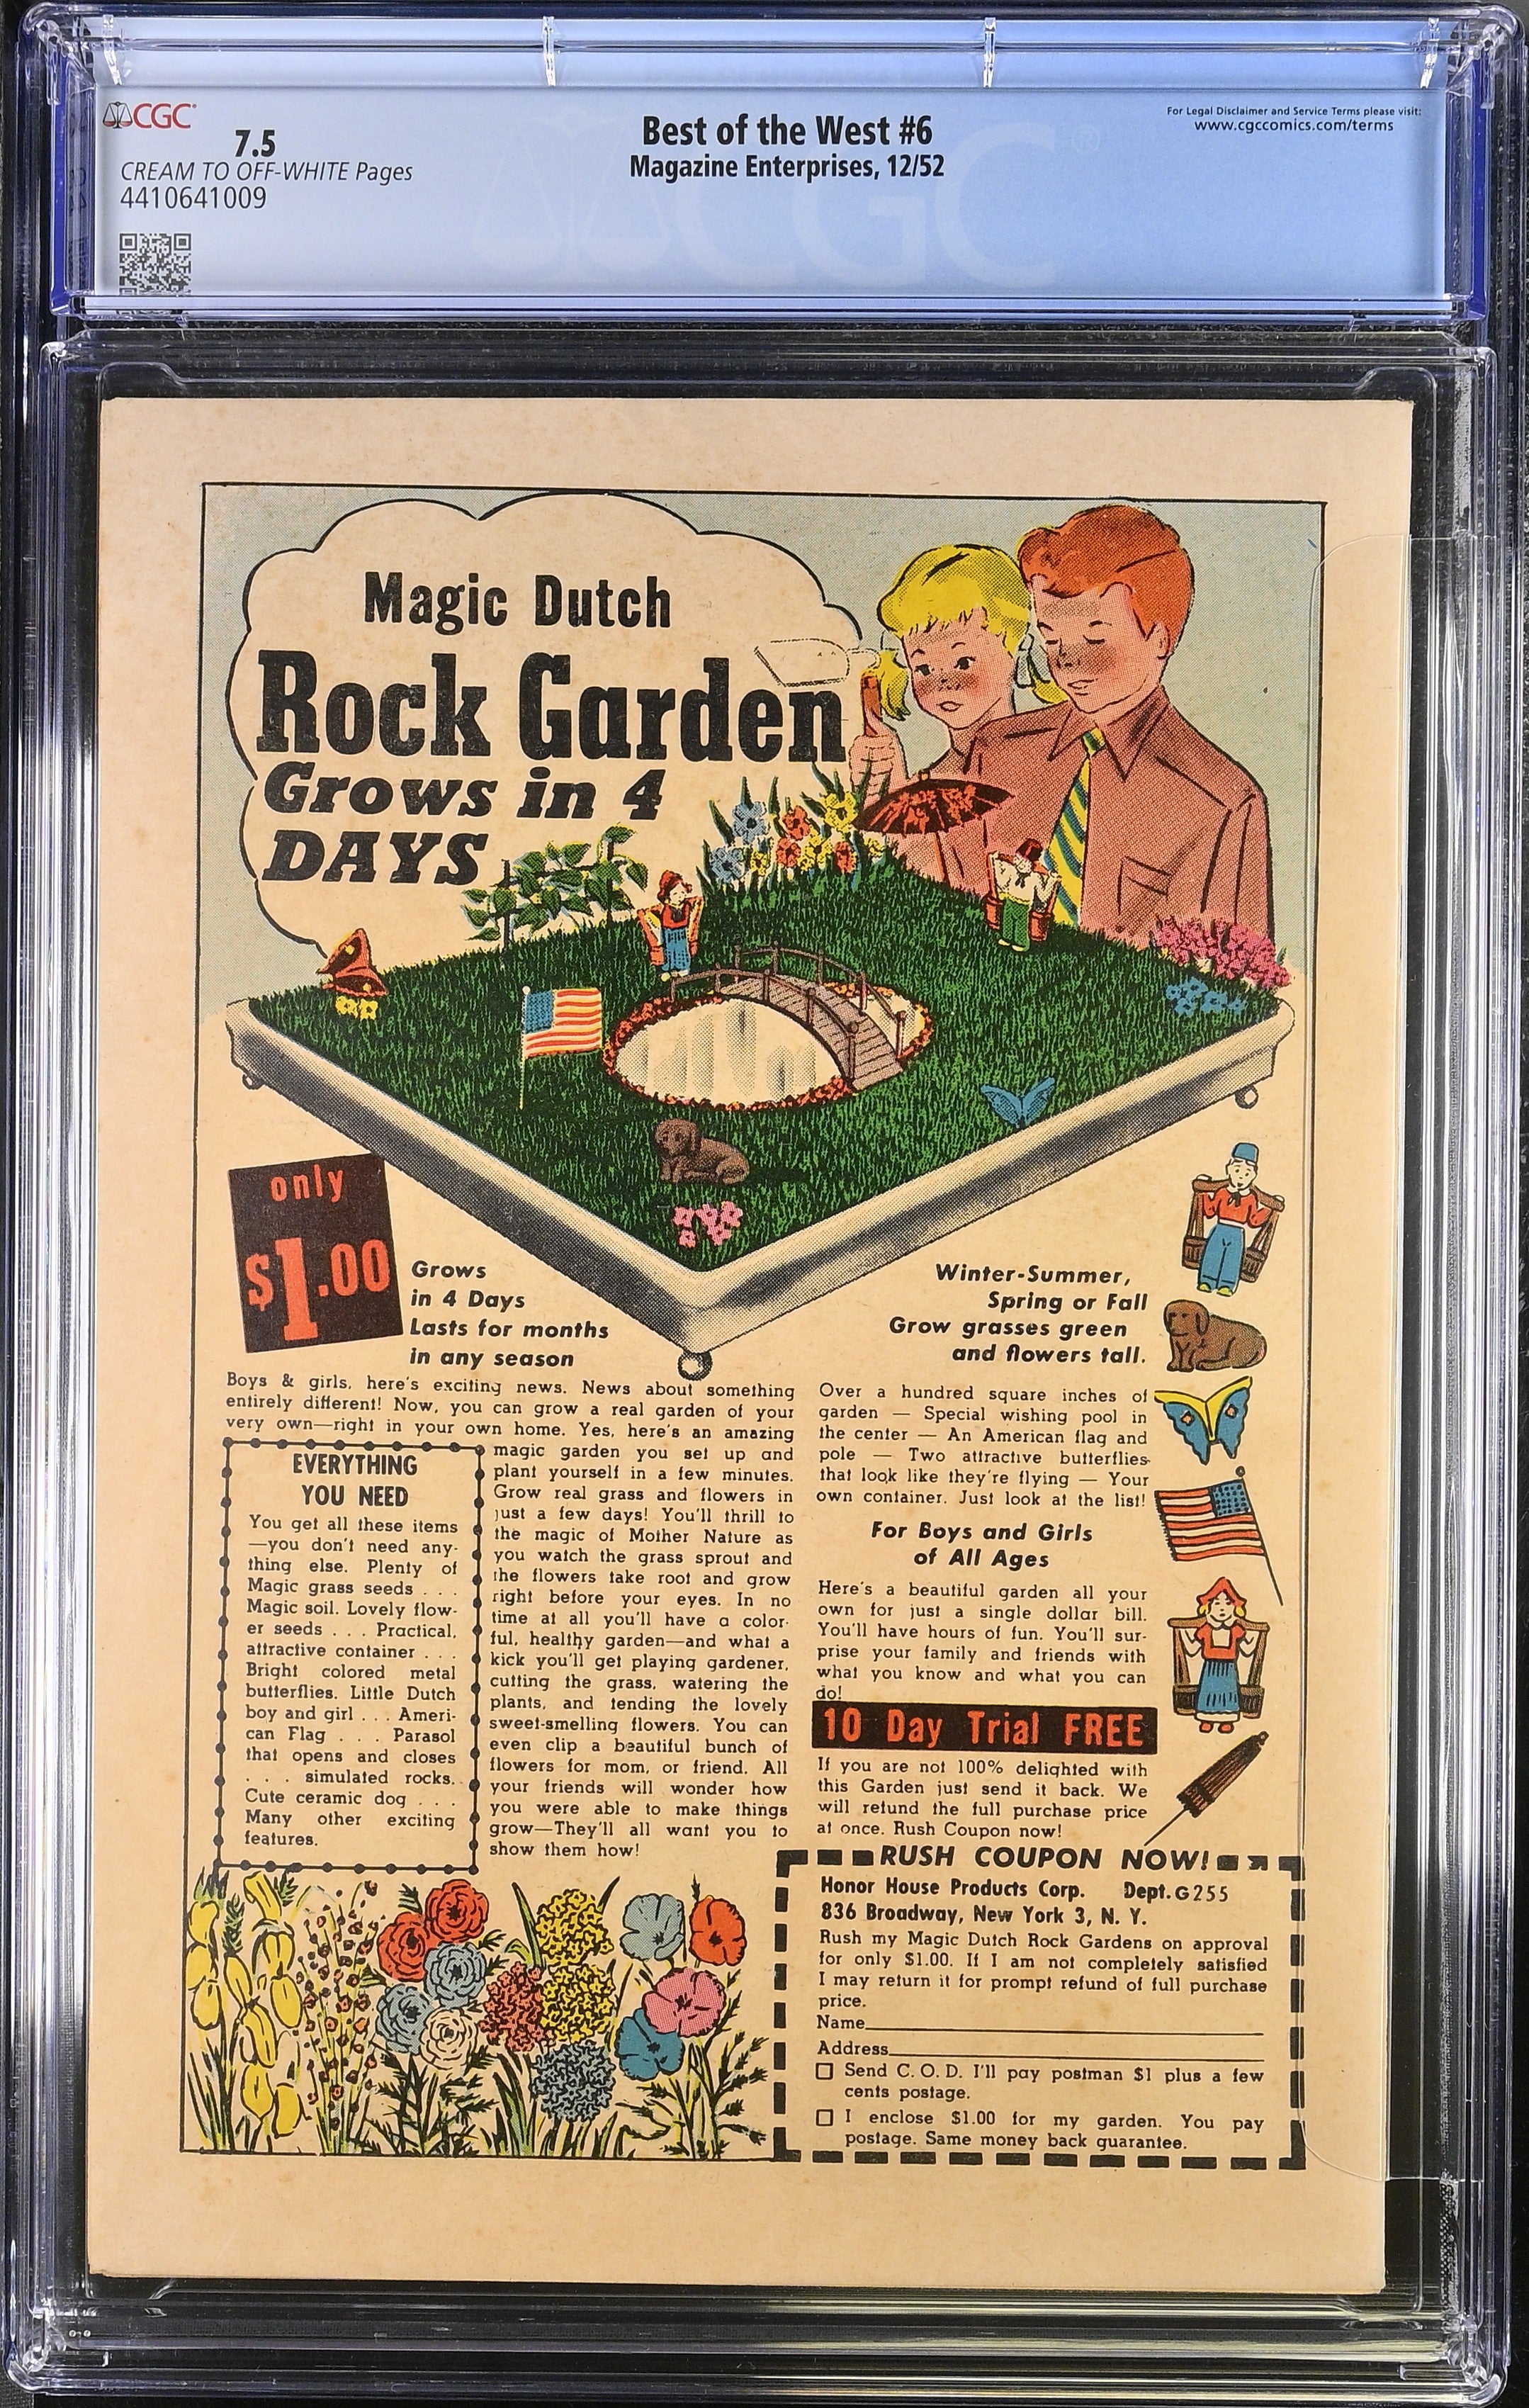 CGC
7.5
CREAM TO OFF-WHITE Pages
4410641009
Best of the West #6
Magazine Enterprises, 12/52
For Legal Disclaimer and Service Terms please visit:
www.cgccomics.com/terms
CGC
Magic Dutch
Rock Garden
Grows in 4
DAYS
only
$1.00
Grows
in 4 Days
Lasts for months
in any season
Winter-Summer,
Spring or Fall
Grow grasses green
and flowers tall.
Boys & girls, here's exciting news. News about something
entirely different! Now, you can grow a real garden of your
very own—right in your own home. Yes, here's an amazing
magic garden you set up and
plant yourself in a few minutes.
Grow real grass and flowers in
just a few days! You'll thrill to
the magic of Mother Nature as
you watch the grass sprout and
the flowers take root and grow
right before your eyes. In no
time at all you'll have a color-
ful, healthy garden—and what a
kick you'll get playing gardener,
cutting the grass, watering the
plants, and tending the lovely
sweet-smelling flowers. You can
even clip a beautiful bunch of
flowers for mom, or friend. All
your friends will wonder how
you were able to make things
grow—They'll all want you to
show them how!
EVERYTHING
YOU NEED
You get all these items
—you don't need any-
thing else. Plenty of
Magic grass seeds . . .
Magic soil. Lovely flow-
er seeds . . . Practical,
attractive container . . .
Bright colored metal
butterflies. Little Dutch
boy and girl . . . Ameri-
can Flag . . . Parasol
that opens and closes
. . . simulated rocks.
Cute ceramic dog . . .
Many other exciting
features.
Over a hundred square inches of
garden — Special wishing pool in
the center — An American flag and
pole — Two attractive butterflies
that look like they're flying — Your
own container. Just look at the list!
For Boys and Girls
of All Ages
Here's a beautiful garden all your
own for just a single dollar bill.
You'll have hours of fun. You'll sur-
prise your family and friends with
what you know and what you can
do!
10 Day Trial FREE
If you are not 100% delighted with
this Garden just send it back. We
will refund the full purchase price
at once. Rush Coupon now!
RUSH COUPON NOW!
Honor House Products Corp. Dept. G255
836 Broadway, New York 3, N. Y.
Rush my Magic Dutch Rock Gardens on approval
for only $1.00. If I am not completely satisfied
I may return it for prompt refund of full purchase
price.
Name
Address
Send C. O. D. I'll pay postman $1 plus a few
cents postage.
I enclose $1.00 for my garden. You pay
postage. Same money back guarantee.